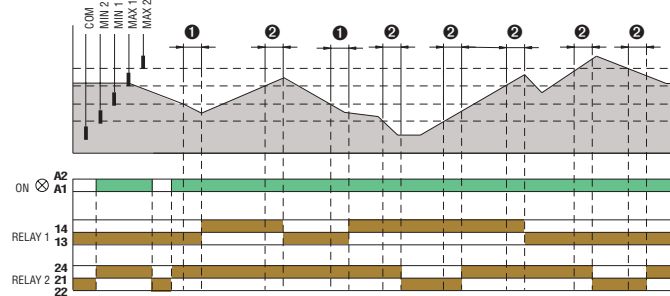 COM
MIN 2
MIN 1
MAX 1
MAX 2
1 2 1 2 2 2 2 2
A2
ON A1
14
RELAY 1 13
24
RELAY 2 21
22